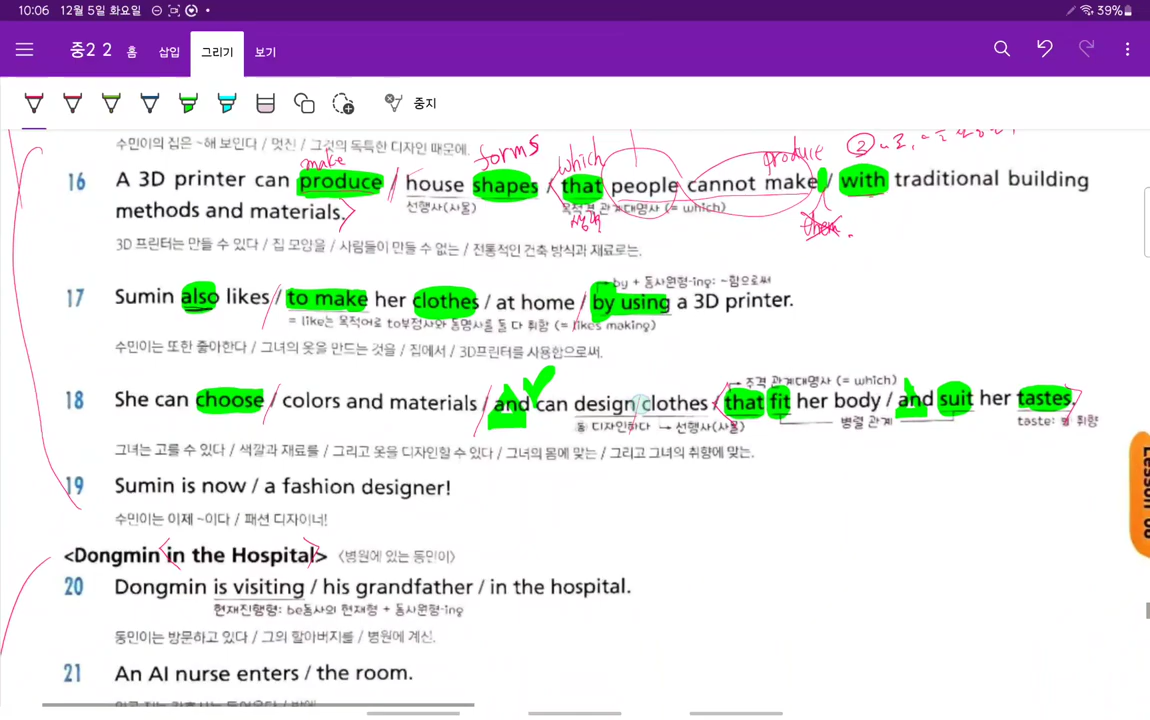 10:06 12월 5일 화요일 39%
중2 2 홈 삽입 그리기 보기
중지
수민이의 집은 ~해 보인다 / 멋진 / 그것의 독특한 디자인 때문에.
make forms which produce
16 A 3D printer can produce / house shapes / that people cannot make / with traditional building
선행사(사물) 목적격 관계대명사 (= which)
them.
methods and materials.
3D 프린터는 만들 수 있다 / 집 모양을 / 사람들이 만들 수 없는 / 전통적인 건축 방식과 재료로는.
by + 동사원형-ing: ~함으로써
17 Sumin also likes / to make her clothes / at home / by using a 3D printer.
= like는 목적어로 to부정사와 동명사를 둘 다 취함 (= likes making)
수민이는 또한 좋아한다 / 그녀의 옷을 만드는 것을 / 집에서 / 3D프린터를 사용함으로써.
주격 관계대명사 (= which)
18 She can choose / colors and materials / and can design clothes / that fit her body / and suit her tastes.
동 디자인하다 선행사(사물) 병렬 관계 taste: 명 취향
그녀는 고를 수 있다 / 색깔과 재료를 / 그리고 옷을 디자인할 수 있다 / 그녀의 몸에 맞는 / 그리고 그녀의 취향에 맞는.
19 Sumin is now / a fashion designer!
수민이는 이제 ~이다 / 패션 디자이너!
Lesson 08
<Dongmin in the Hospital> <병원에 있는 동민이>
20 Dongmin is visiting / his grandfather / in the hospital.
현재진행형: be동사의 현재형 + 동사원형-ing
동민이는 방문하고 있다 / 그의 할아버지를 / 병원에 계신.
21 An AI nurse enters / the room.